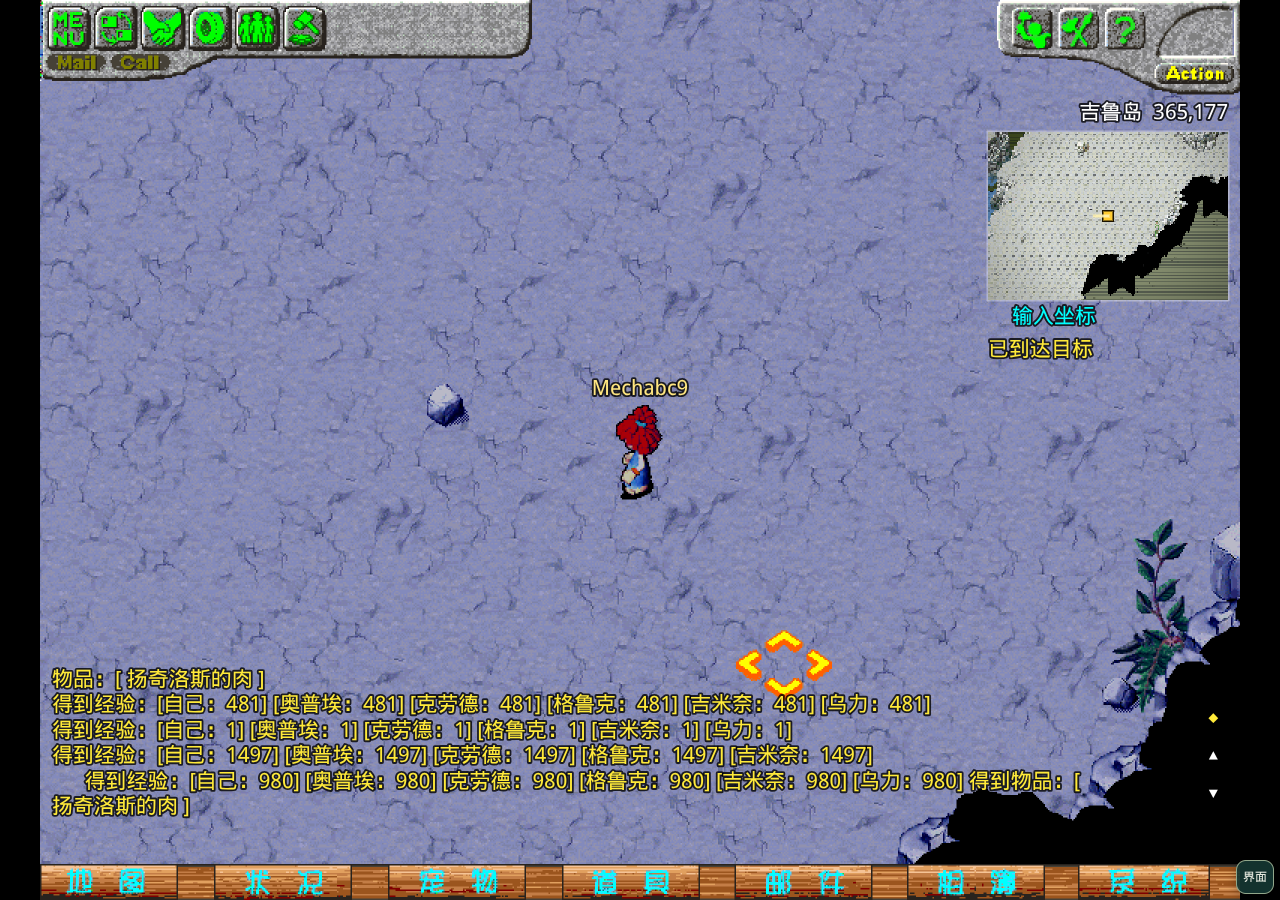 ME
NU
?
Mail Call
Action
吉鲁岛 365,177
输入坐标
已到达目标
Mechabc9
物品：[ 扬奇洛斯的肉 ]
得到经验：[自己：481] [奥普埃：481] [克劳德：481] [格鲁克：481] [吉米奈：481] [乌力：481]
得到经验：[自己：1] [奥普埃：1] [克劳德：1] [格鲁克：1] [吉米奈：1] [乌力：1]
得到经验：[自己：1497] [奥普埃：1497] [克劳德：1497] [格鲁克：1497] [吉米奈：1497]
得到经验：[自己：980] [奥普埃：980] [克劳德：980] [格鲁克：980] [吉米奈：980] [乌力：980] 得到物品：[
扬奇洛斯的肉 ]
地图 状况 宠物 道具 邮件 相簿 系统
界面